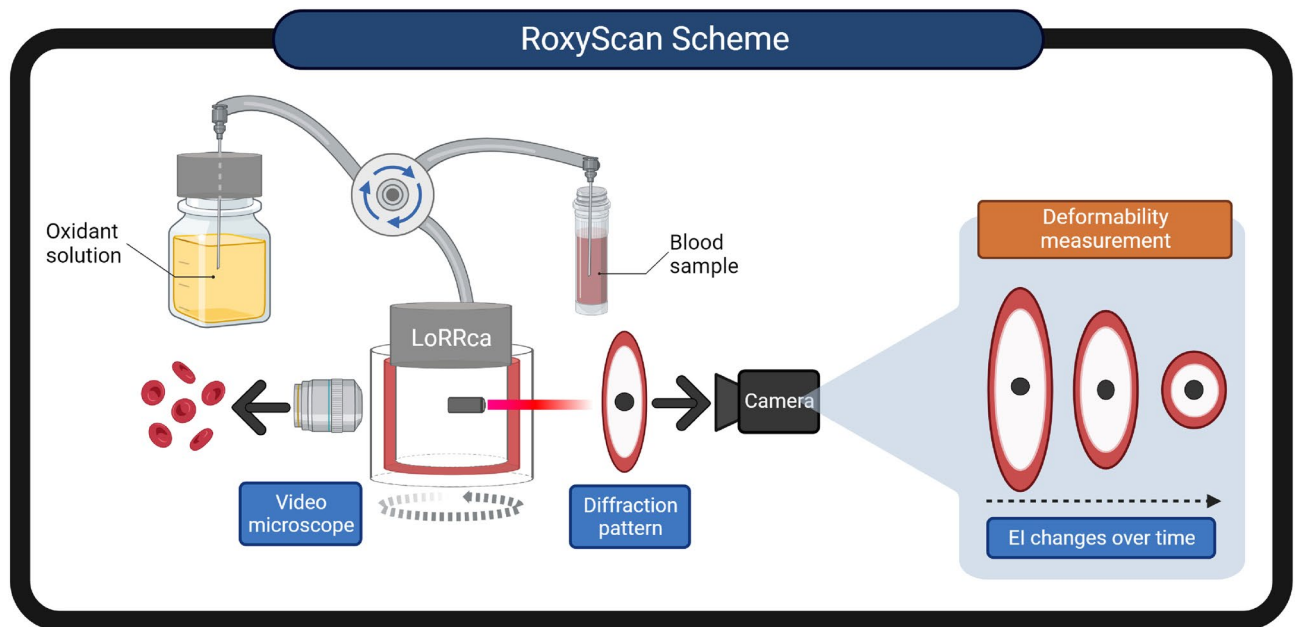 RoxyScan Scheme
Oxidant
solution
Blood
sample
LoRRca
Camera
Video
microscope
Diffraction
pattern
Deformability
measurement
EI changes over time